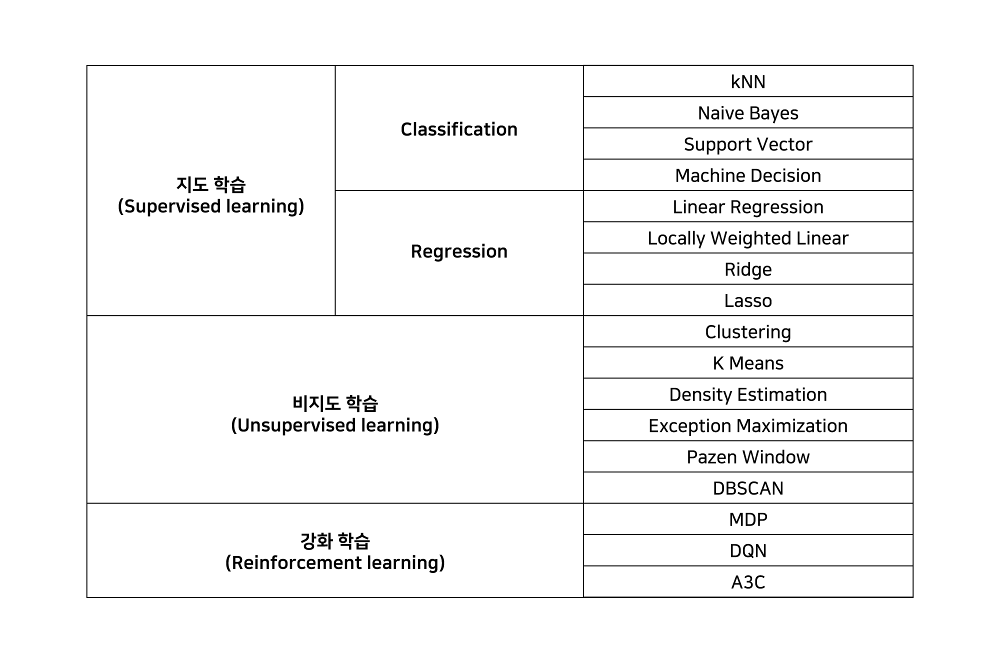 지도 학습
(Supervised learning)
Classification
kNN
Naive Bayes
Support Vector
Machine Decision
Regression
Linear Regression
Locally Weighted Linear
Ridge
Lasso
비지도 학습
(Unsupervised learning)
Clustering
K Means
Density Estimation
Exception Maximization
Pazen Window
DBSCAN
강화 학습
(Reinforcement learning)
MDP
DQN
A3C